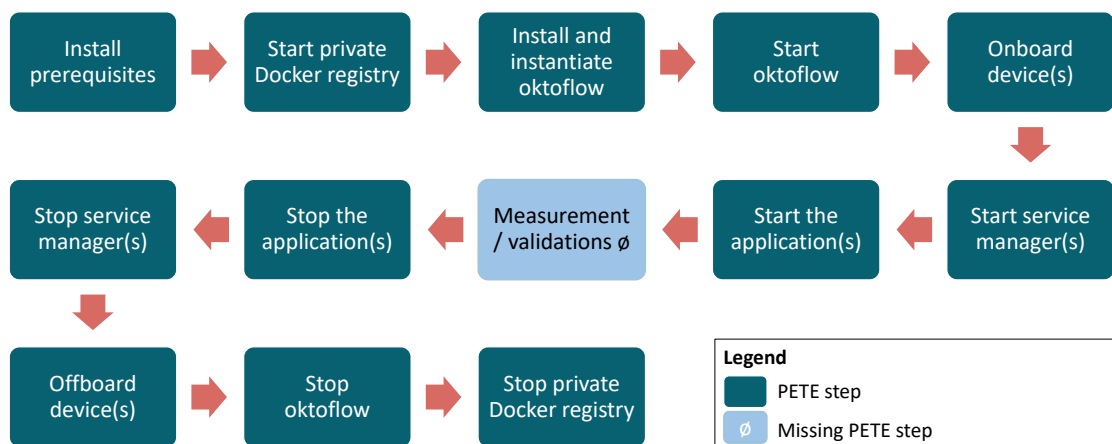 Install
prerequisites
Start private
Docker registry
Install and
instantiate
oktoflow
Start
oktoflow
Onboard
device(s)
Stop service
manager(s)
Stop the
application(s)
Measurement
/ validations ø
Start the
application(s)
Start service
manager(s)
Offboard
device(s)
Stop
oktoflow
Stop private
Docker registry
Legend
PETE step
ø Missing PETE step